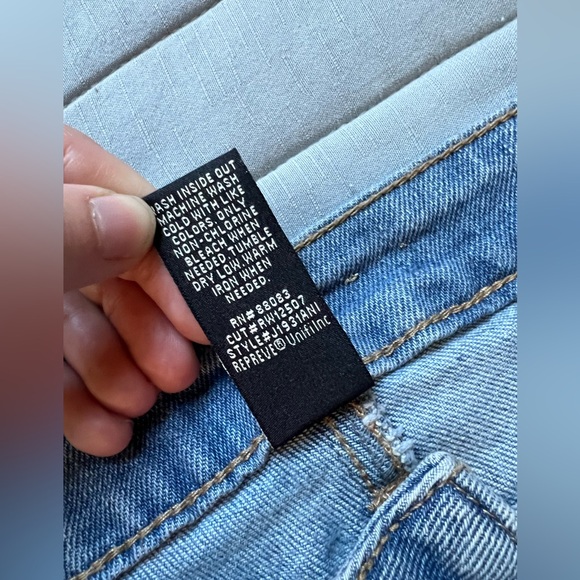 WASH INSIDE OUT
MACHINE WASH
COLD WITH LIKE
COLORS ONLY
NON-CHLORINE
BLEACH WHEN
NEEDED. TUMBLE
DRY LOW. WARM
IRON WHEN
NEEDED.
RN#88083
CUT#RW12507
STYLE#J1931ANI
REPREVE® Unifi,Inc